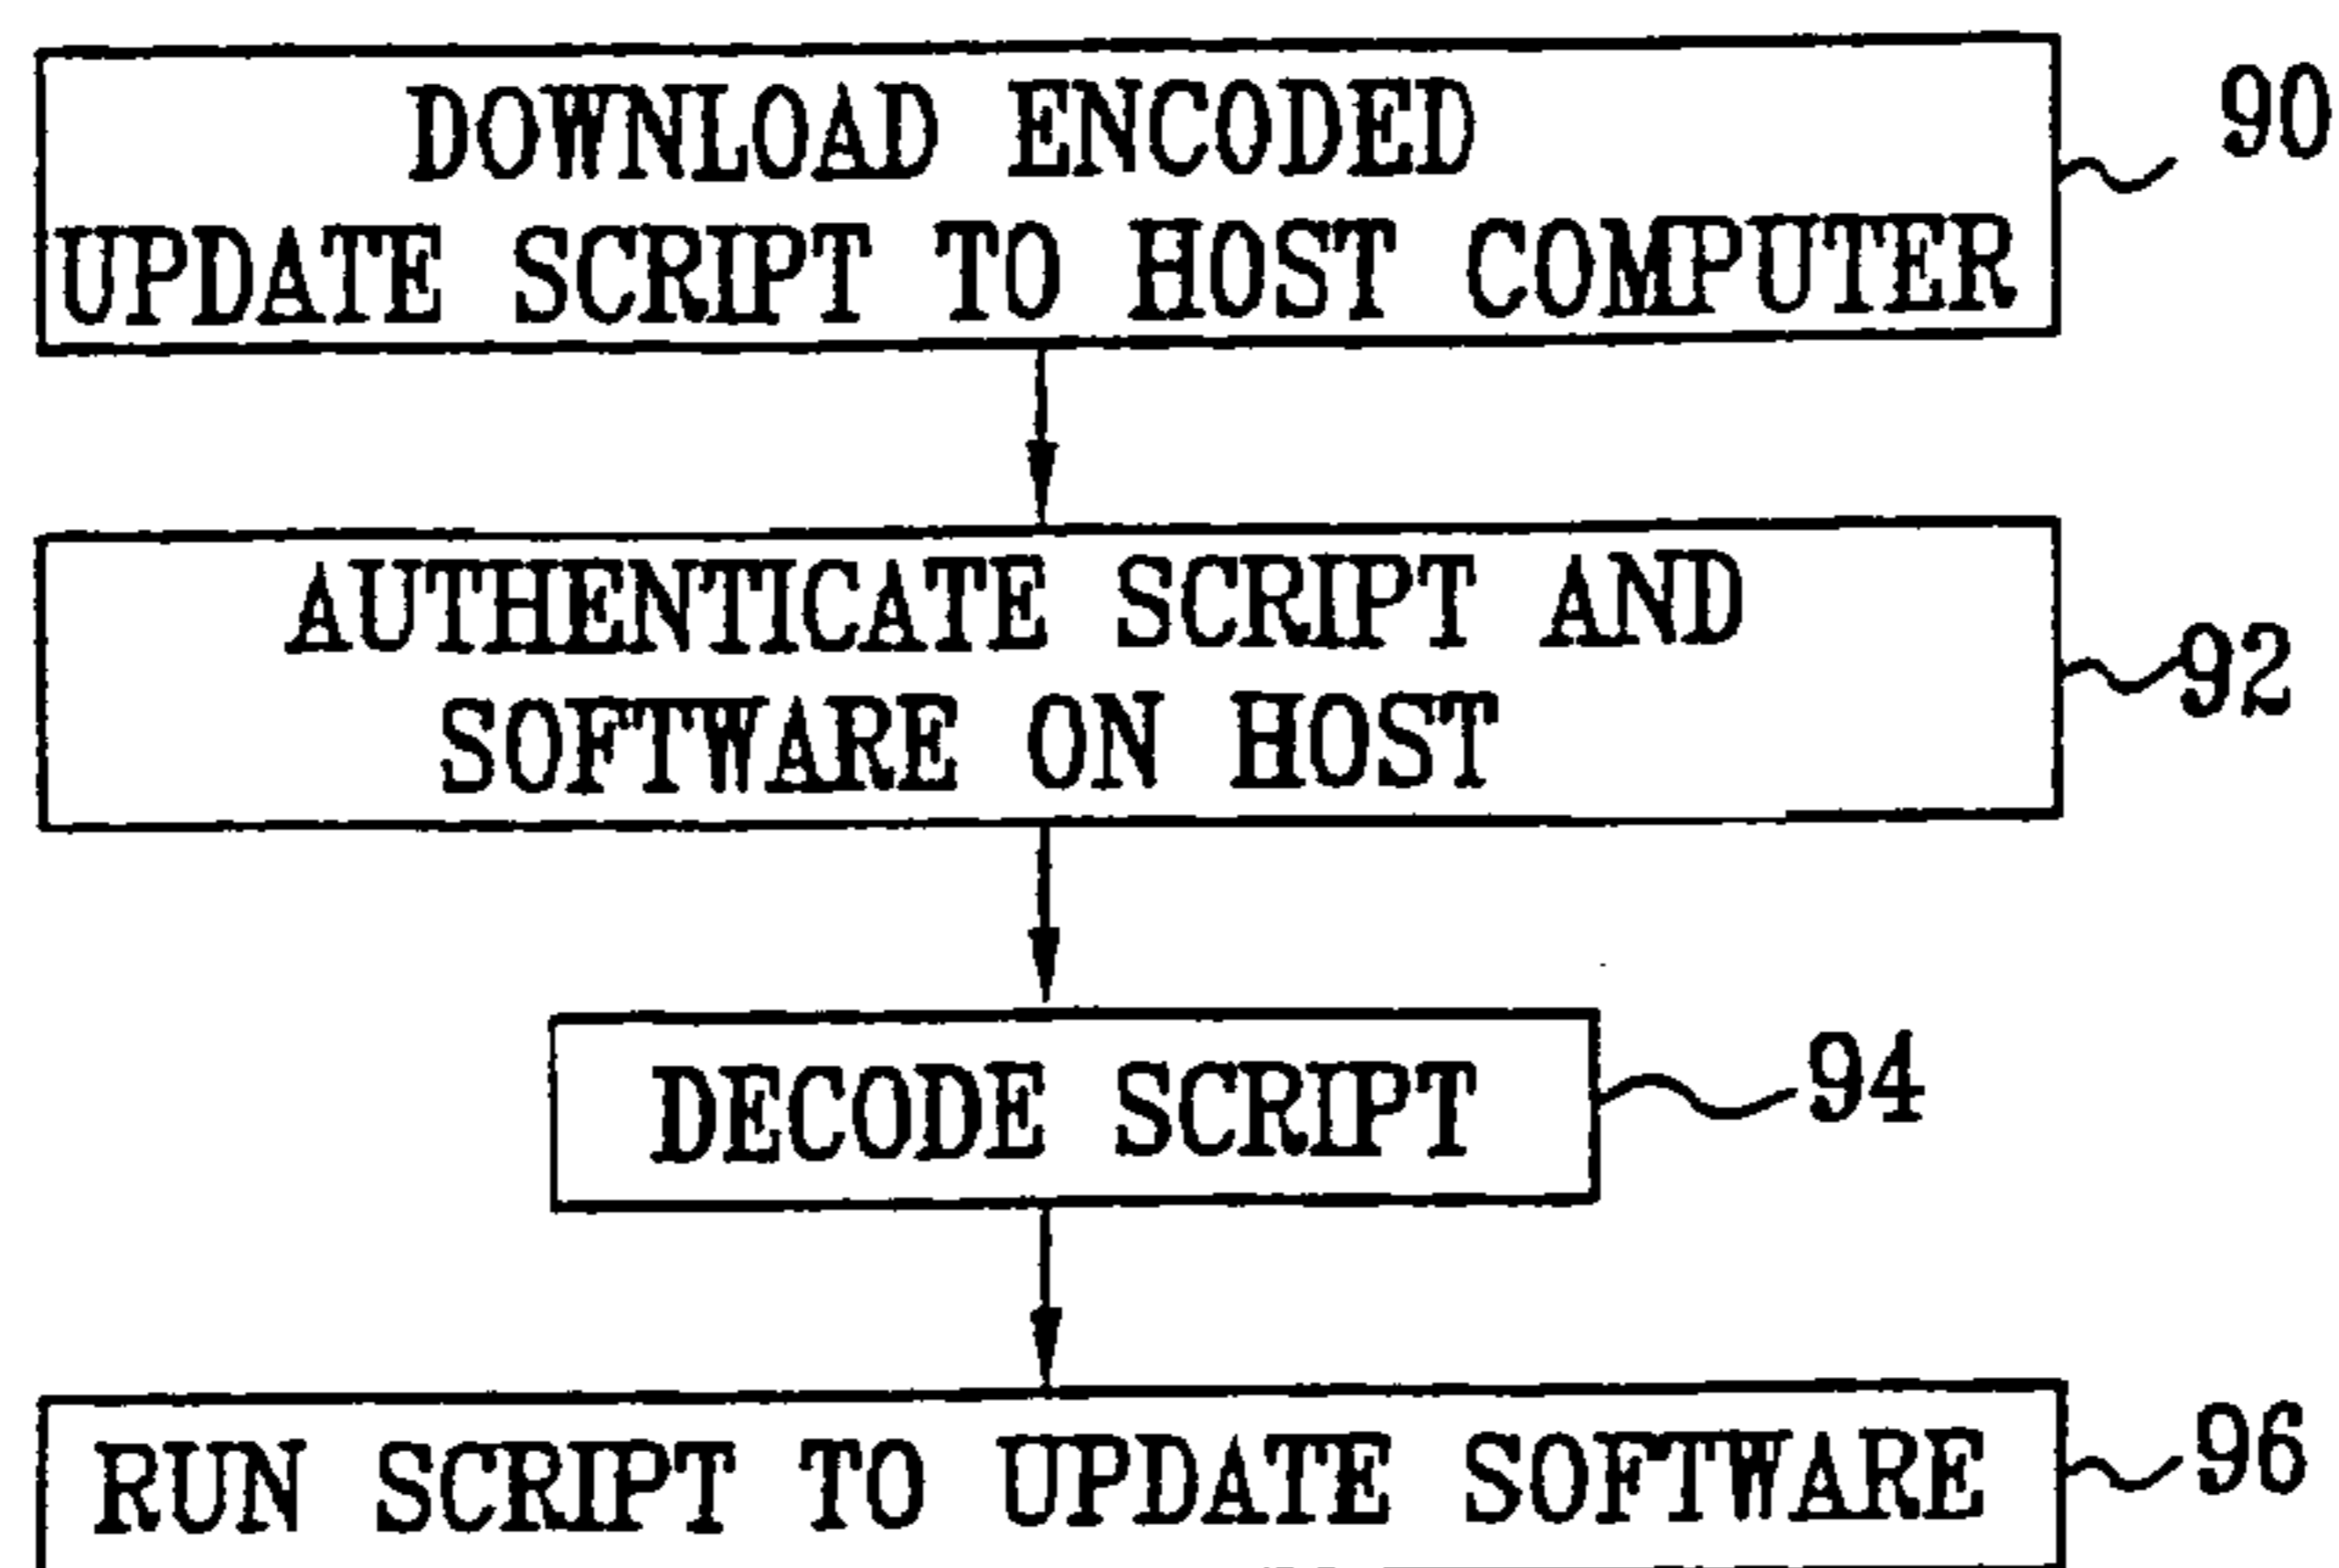 DOWNLOAD ENCODED
90
UPDATE SCRIPT TO HOST COMPUTER
AUTHENTICATE SCRIPT AND
92
SOFTWARE ON HOST
DECODE SCRIPT
94
RUN SCRIPT TO UPDATE SOFTWARE
96